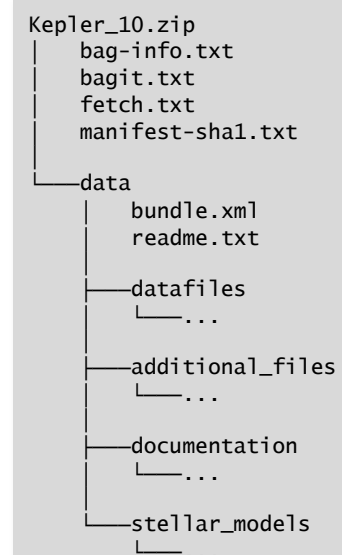 Kepler_10.zip
│   bag-info.txt
│   bagit.txt
│   fetch.txt
│   manifest-sha1.txt
│
└───data
    │   bundle.xml
    │   readme.txt
    │
    ├───datafiles
    │   └───...
    │
    ├───additional_files
    │   └───...
    │
    ├───documentation
    │   └───...
    │
    └───stellar_models
        └───